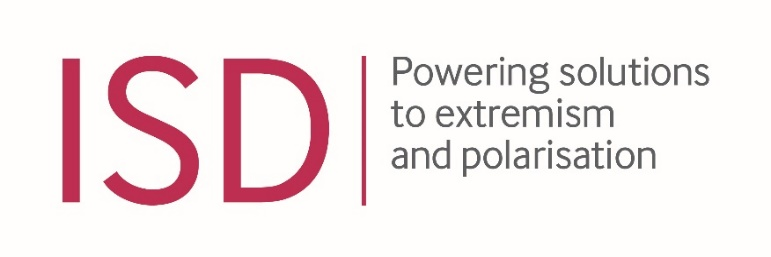 ISD
Powering solutions
to extremism
and polarisation